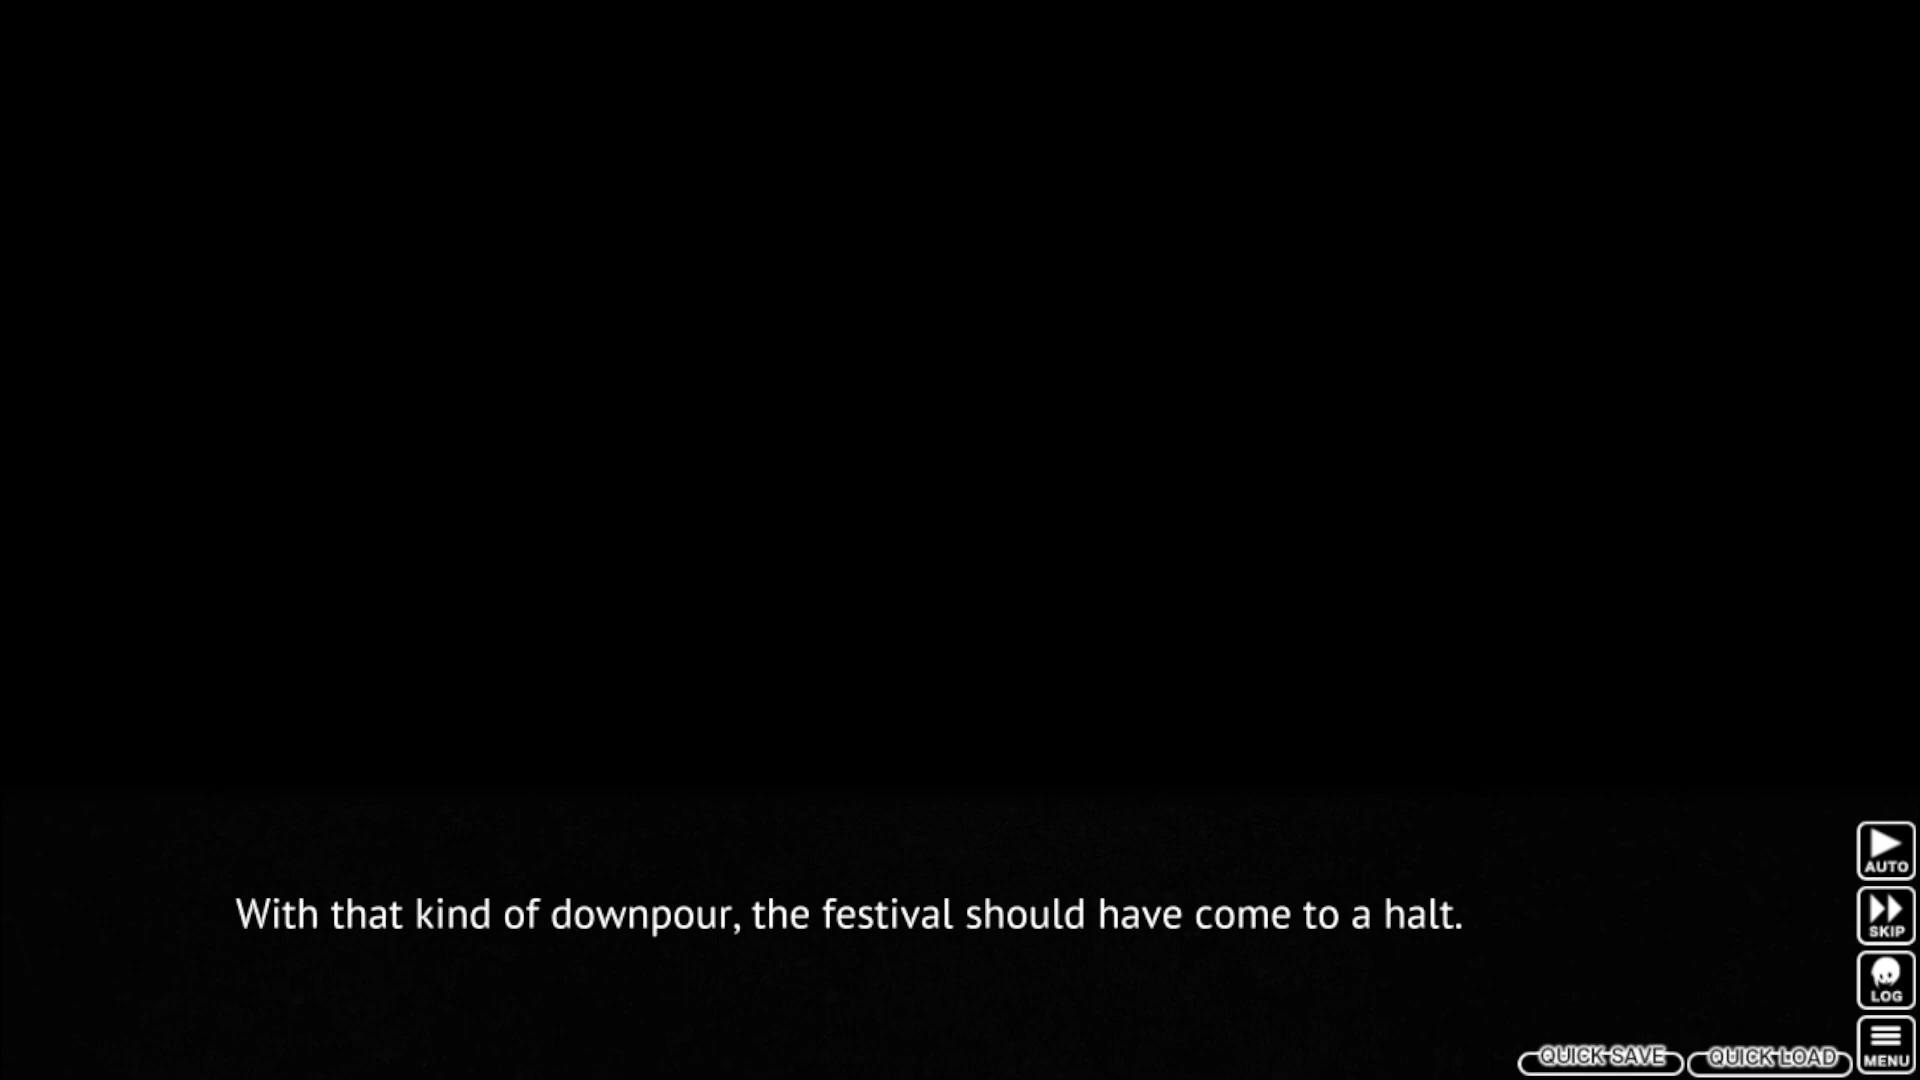 With that kind of downpour, the festival should have come to a halt.
AUTO
SKIP
LOG
MENU
QUICK SAVE
QUICK LOAD